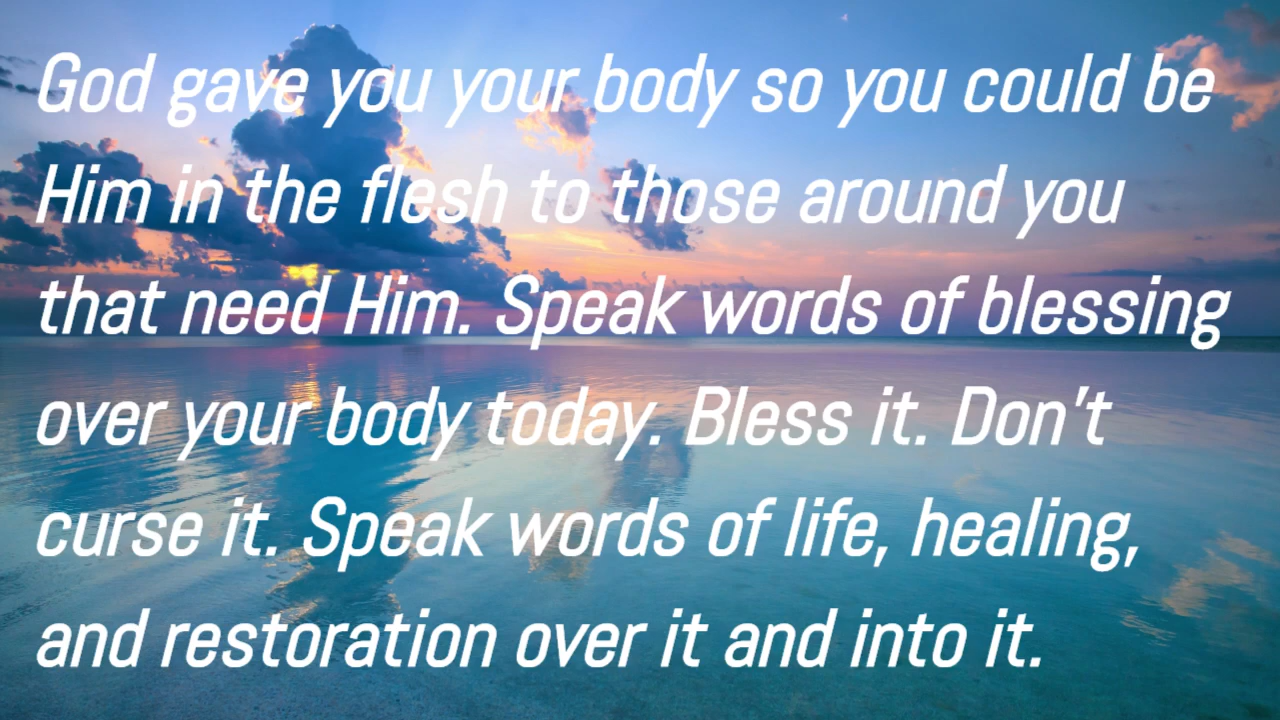 God gave you your body so you could be
Him in the flesh to those around you
that need Him. Speak words of blessing
over your body today. Bless it. Don't
curse it. Speak words of life, healing,
and restoration over it and into it.